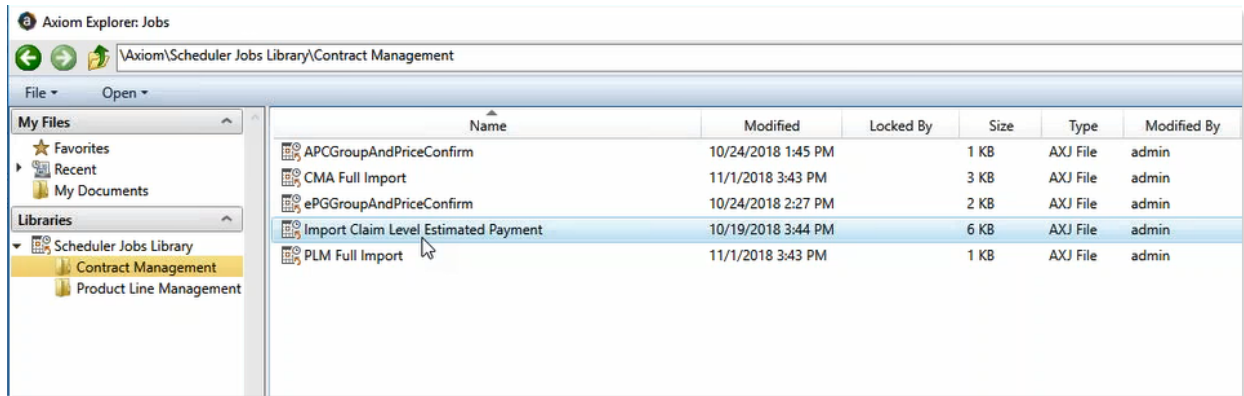 Axiom Explorer: Jobs
\Axiom\Scheduler Jobs Library\Contract Management
File Open
My Files
Favorites
Recent
My Documents
Libraries
Scheduler Jobs Library
Contract Management
Product Line Management
Name Modified Locked By Size Type Modified By
APCGroupAndPriceConfirm 10/24/2018 1:45 PM 1 KB AXJ File admin
CMA Full Import 11/1/2018 3:43 PM 3 KB AXJ File admin
ePGGroupAndPriceConfirm 10/24/2018 2:27 PM 2 KB AXJ File admin
Import Claim Level Estimated Payment 10/19/2018 3:44 PM 6 KB AXJ File admin
PLM Full Import 11/1/2018 3:43 PM 1 KB AXJ File admin